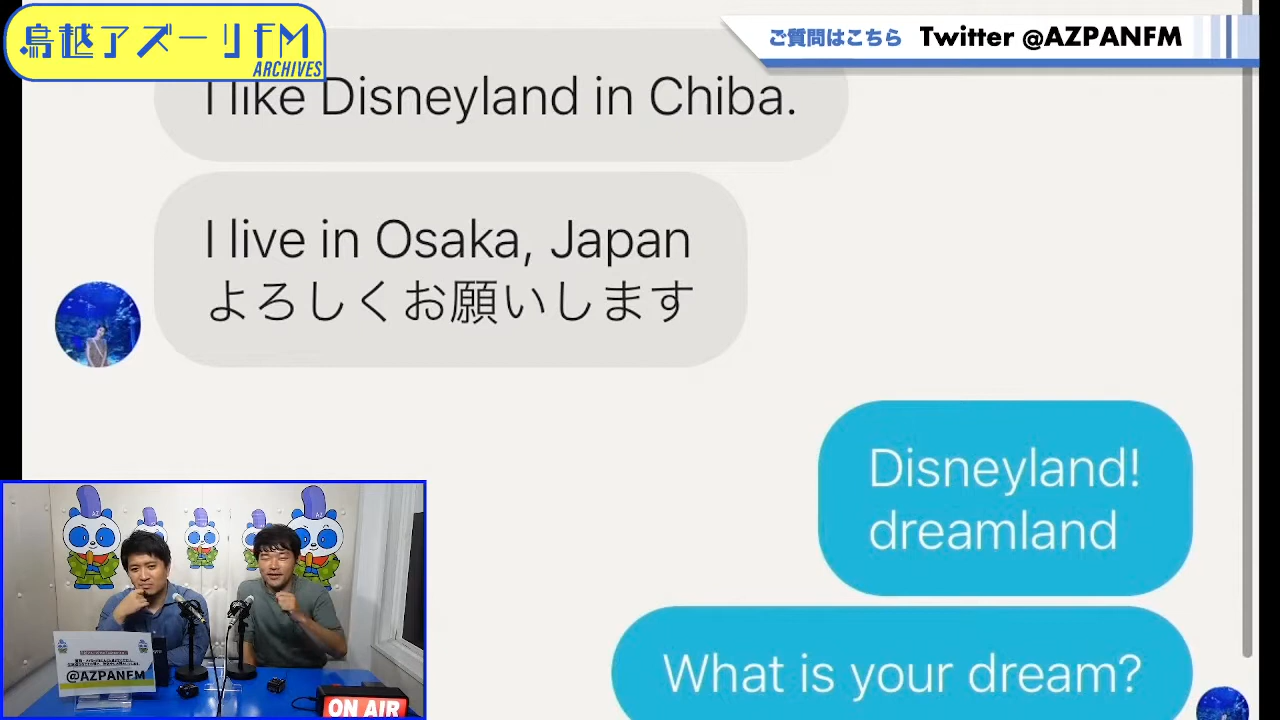 鳥越アズーリFM
ARCHIVES
ご質問はこちら Twitter @AZPANFM
I like Disneyland in Chiba.
I live in Osaka, Japan
よろしくお願いします
Disneyland!
dreamland
What is your dream?
@AZPANFM
ON AIR